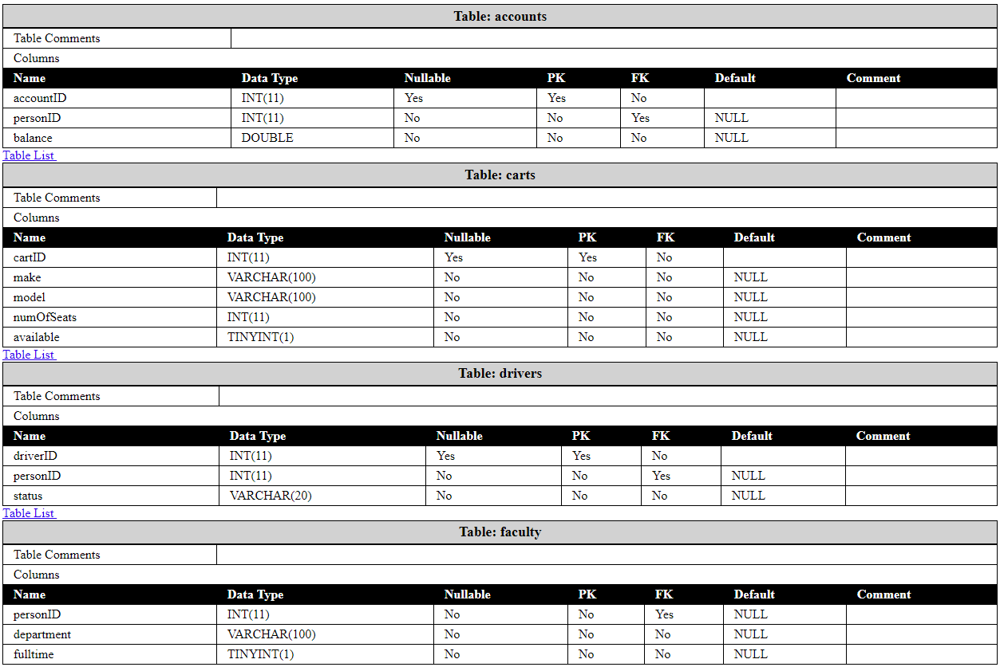 Table: accounts
Table Comments
Columns
Name Data Type Nullable PK FK Default Comment
accountID INT(11) Yes Yes No
personID INT(11) No No Yes NULL
balance DOUBLE No No No NULL
Table List
Table: carts
Table Comments
Columns
Name Data Type Nullable PK FK Default Comment
cartID INT(11) Yes Yes No
make VARCHAR(100) No No No NULL
model VARCHAR(100) No No No NULL
numOfSeats INT(11) No No No NULL
available TINYINT(1) No No No NULL
Table List
Table: drivers
Table Comments
Columns
Name Data Type Nullable PK FK Default Comment
driverID INT(11) Yes Yes No
personID INT(11) No No Yes NULL
status VARCHAR(20) No No No NULL
Table List
Table: faculty
Table Comments
Columns
Name Data Type Nullable PK FK Default Comment
personID INT(11) No No Yes NULL
department VARCHAR(100) No No No NULL
fulltime TINYINT(1) No No No NULL